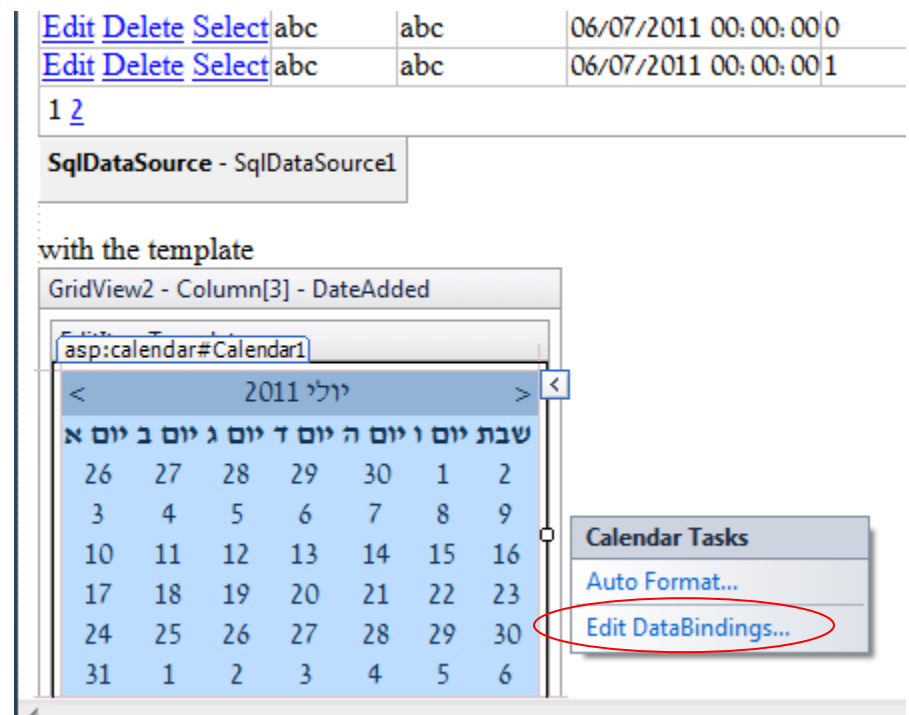 Edit Delete Select abc abc 06/07/2011 00:00:00 0
Edit Delete Select abc abc 06/07/2011 00:00:00 1
1 2
SqlDataSource - SqlDataSource1
with the template
GridView2 - Column[3] - DateAdded
asp:calendar#Calendar1
< יולי 2011 >
יום א יום ב יום ג יום ד יום ה יום ו שבת
26 27 28 29 30 1 2
3 4 5 6 7 8 9
10 11 12 13 14 15 16
17 18 19 20 21 22 23
24 25 26 27 28 29 30
31 1 2 3 4 5 6
<
Calendar Tasks
Auto Format...
Edit DataBindings...